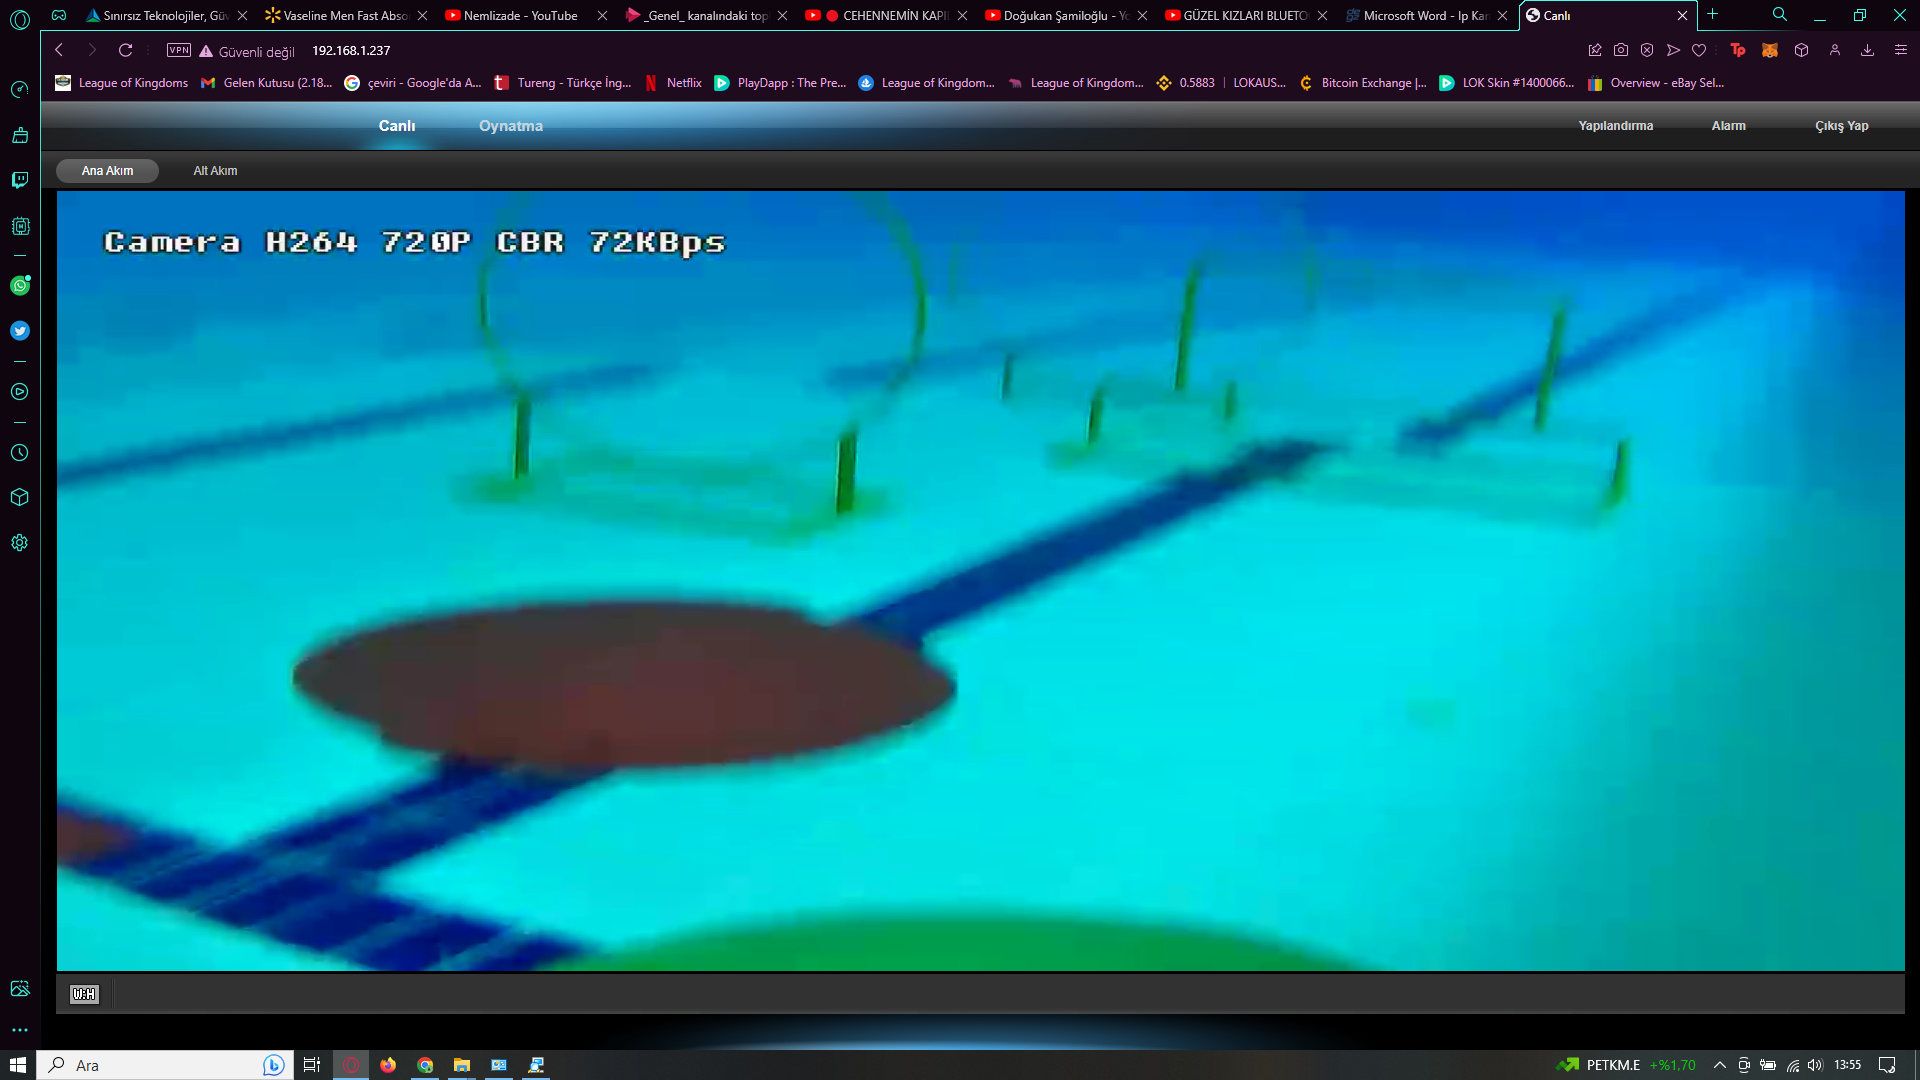 Sınırsız Teknolojiler, Gü
Vaseline Men Fast Abso
Nemlizade - YouTube
_Genel_ kanalındaki top
CEHENNEMİN KAPI
Doğukan Şamiloğlu - Yo
GÜZEL KIZLARI BLUETO
Microsoft Word - Ip Kam
Canlı
VPN
Güvenli değil
192.168.1.237
League of Kingdoms
Gelen Kutusu (2.18...
çeviri - Google'da A...
Tureng - Türkçe İng...
Netflix
PlayDapp : The Pre...
League of Kingdom...
League of Kingdom...
0.5883 | LOKAUS...
Bitcoin Exchange |...
LOK Skin #1400066...
Overview - eBay Sel...
Canlı
Oynatma
Yapılandırma
Alarm
Çıkış Yap
Ana Akım
Alt Akım
Camera H264 720P CBR 72KBps
W:H
Ara
PETKM.E +%1,70
13:55